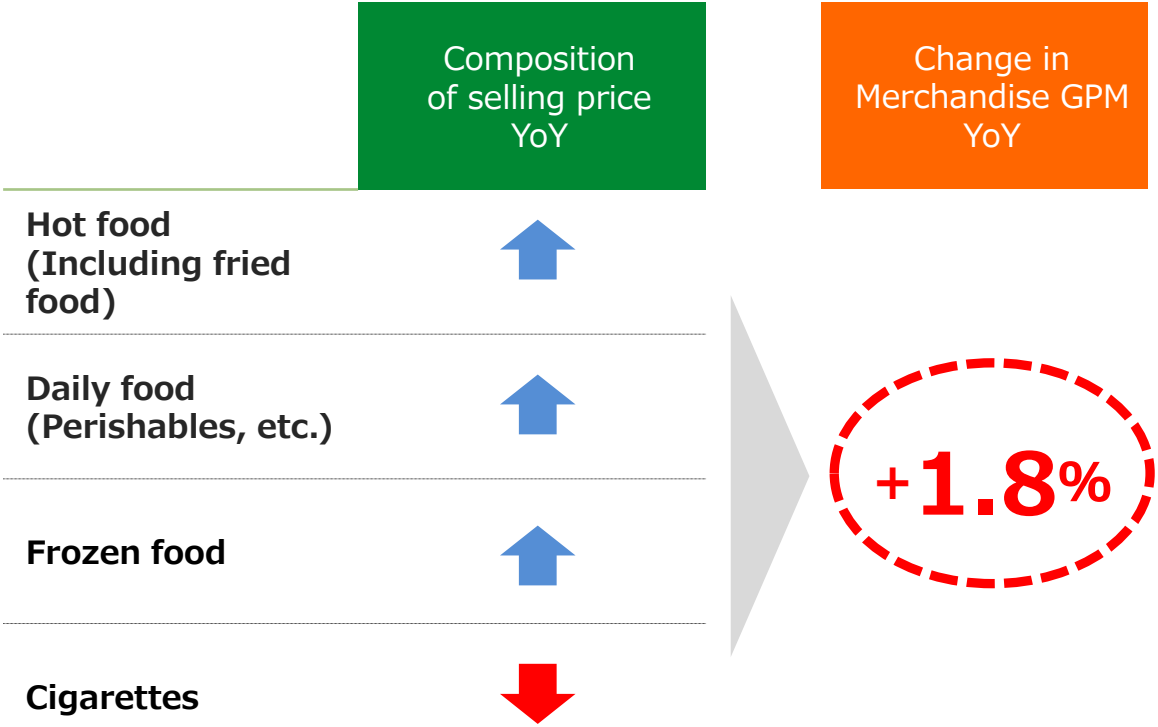 Composition
of selling price
YoY
Change in
Merchandise GPM
YoY
Hot food
(Including fried
food)
Daily food
(Perishables, etc.)
Frozen food
Cigarettes
+1.8%